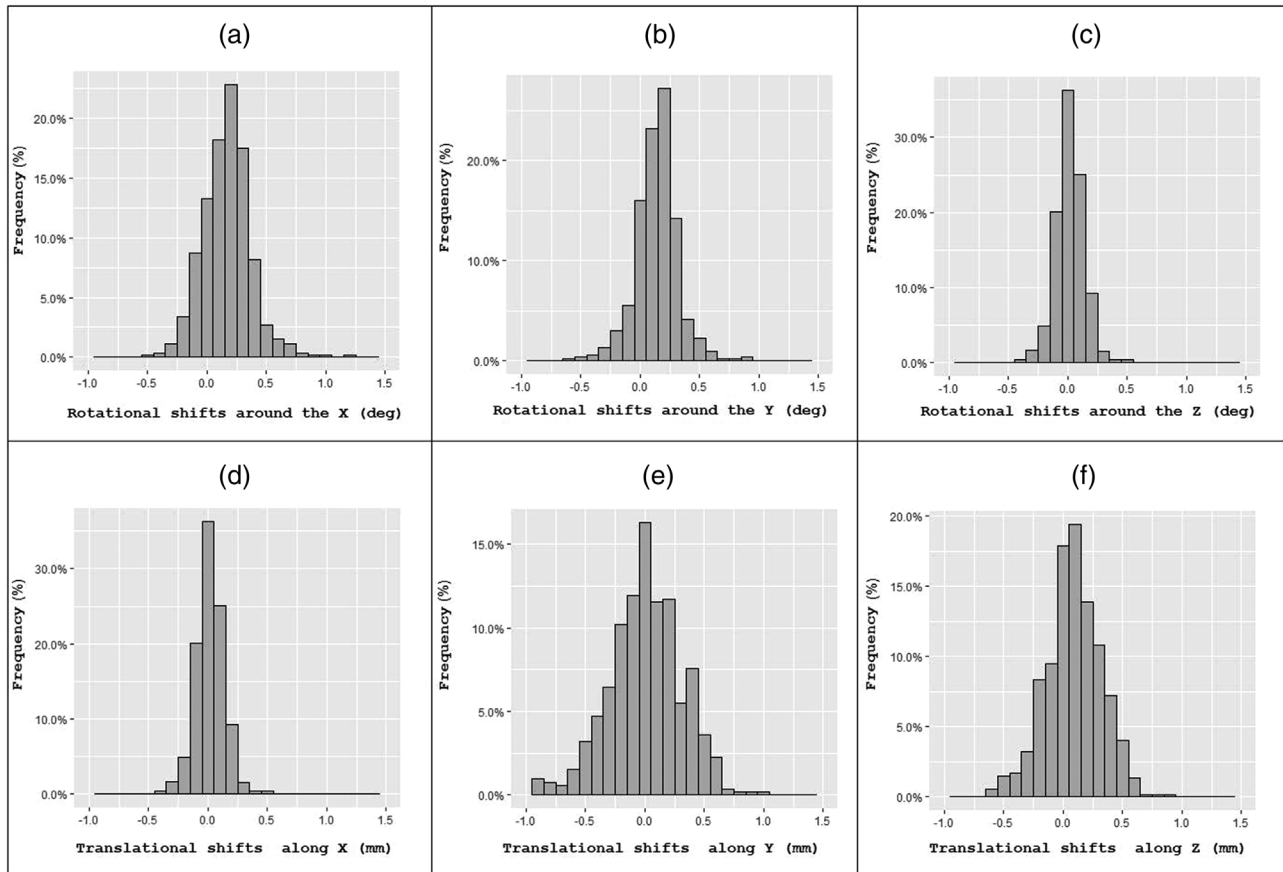 (a)
Frequency (%)
20.0%
15.0%
10.0%
5.0%
0.0%
-1.0 -0.5 0.0 0.5 1.0 1.5
Rotational shifts around the X (deg)
(b)
Frequency (%)
20.0%
10.0%
0.0%
-1.0 -0.5 0.0 0.5 1.0 1.5
Rotational shifts around the Y (deg)
(c)
Frequency (%)
30.0%
20.0%
10.0%
0.0%
-1.0 -0.5 0.0 0.5 1.0 1.5
Rotational shifts around the Z (deg)
(d)
Frequency (%)
30.0%
20.0%
10.0%
0.0%
-1.0 -0.5 0.0 0.5 1.0 1.5
Translational shifts along X (mm)
(e)
Frequency (%)
15.0%
10.0%
5.0%
0.0%
-1.0 -0.5 0.0 0.5 1.0 1.5
Translational shifts along Y (mm)
(f)
Frequency (%)
20.0%
15.0%
10.0%
5.0%
0.0%
-1.0 -0.5 0.0 0.5 1.0 1.5
Translational shifts along Z (mm)